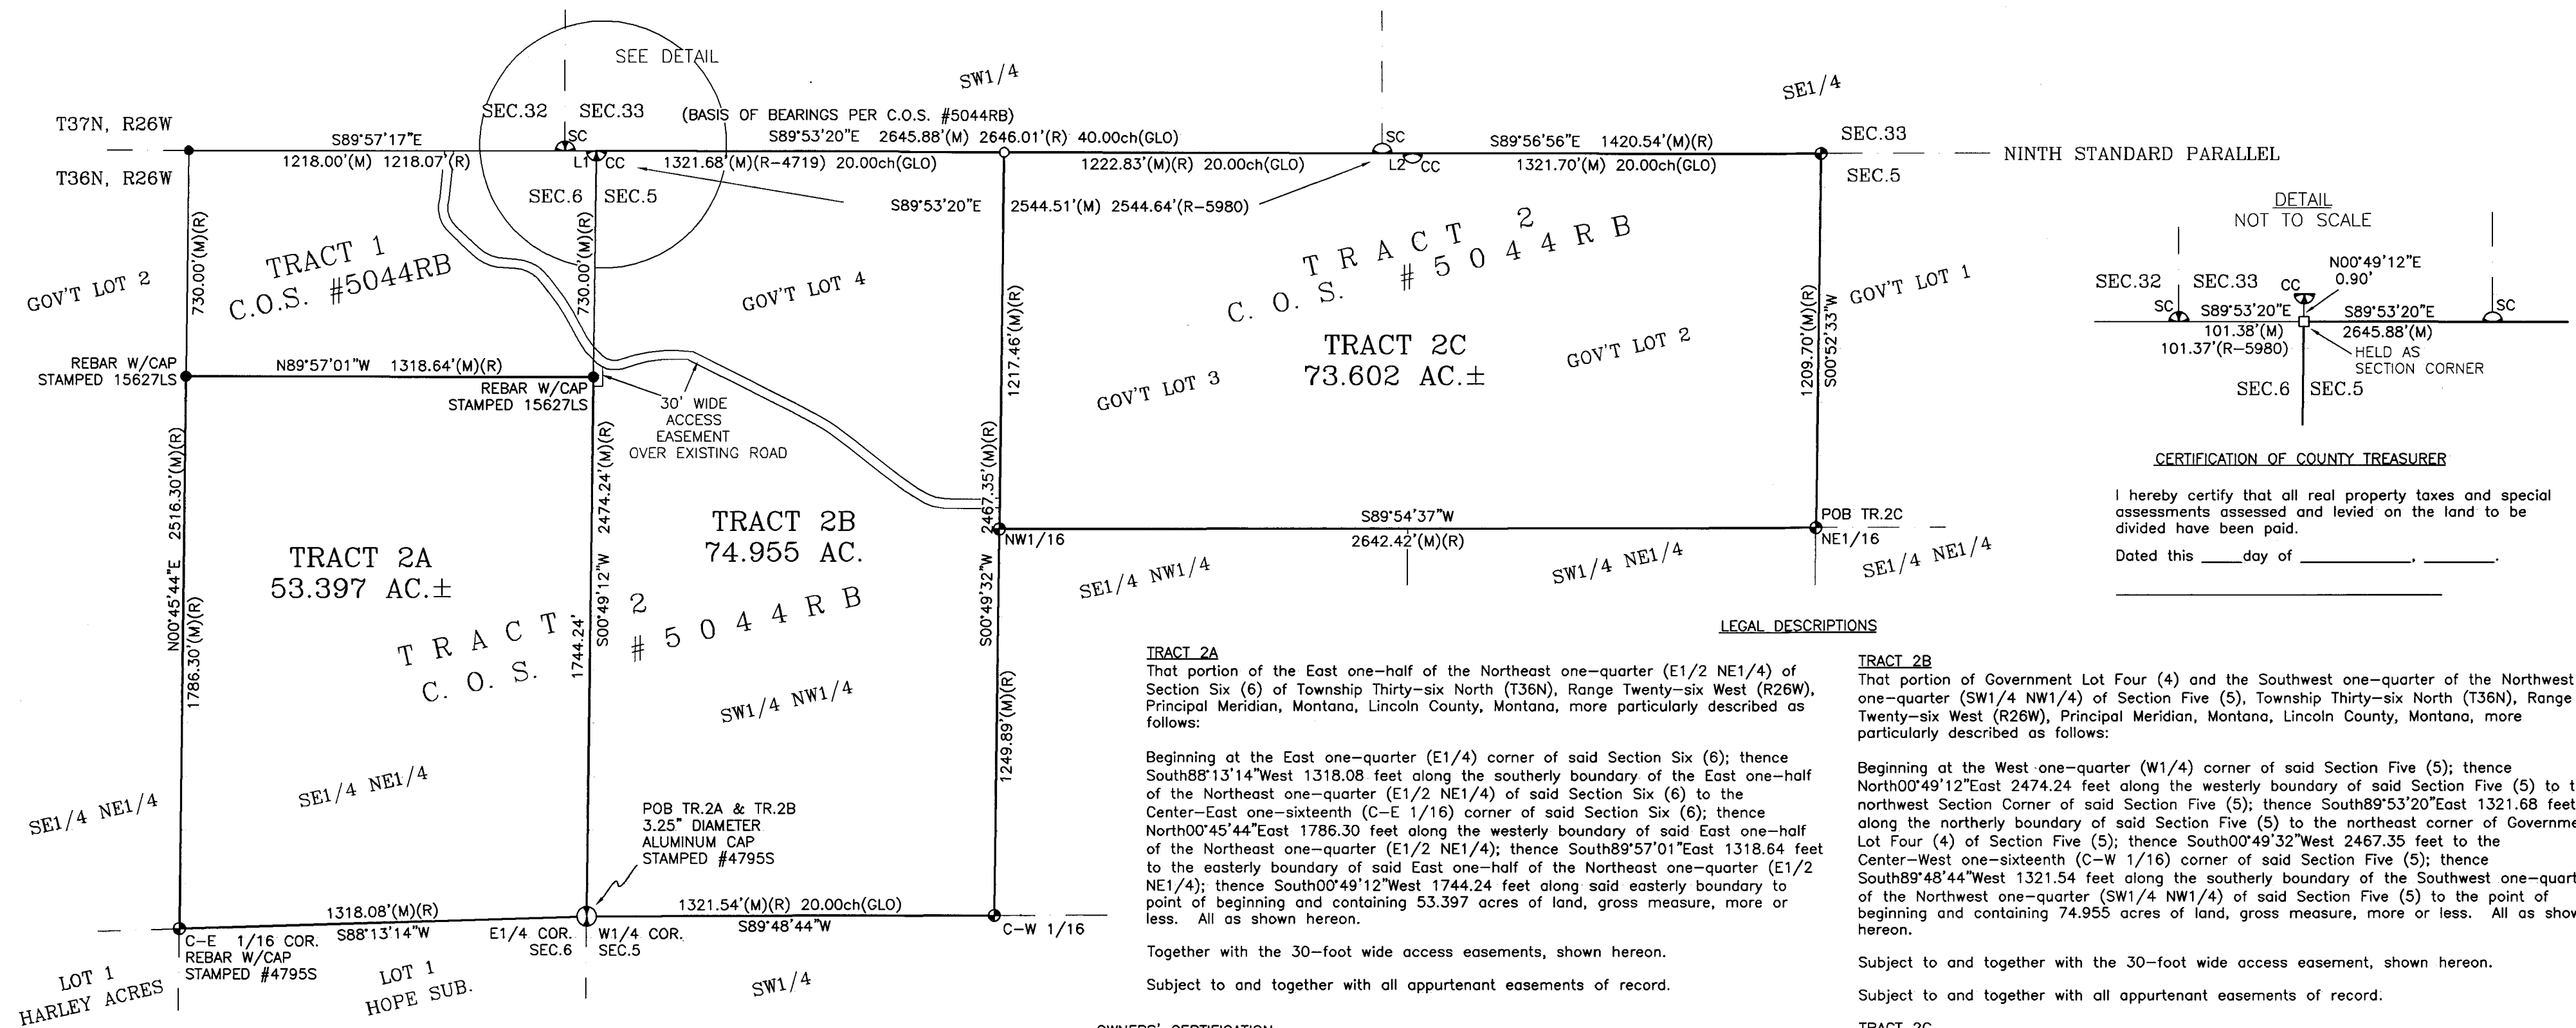 SEE DETAIL
SW1/4
SE1/4
T37N, R26W
T36N, R26W
SEC.32
SEC.33
(BASIS OF BEARINGS PER C.O.S. #5044RB)
S89°57'17"E
1218.00'(M) 1218.07'(R)
SC
L1
CC
S89°53'20"E 2645.88'(M) 2646.01'(R) 40.00ch(GLO)
1321.68'(M)(R-4719) 20.00ch(GLO)
1222.83'(M)(R) 20.00ch(GLO)
SC
L2
CC
S89°56'56"E 1420.54'(M)(R)
1321.70'(M) 20.00ch(GLO)
SEC.33
SEC.5
NINTH STANDARD PARALLEL
SEC.6
SEC.5
S89°53'20"E 2544.51'(M) 2544.64'(R-5980)
730.00'(M)(R)
730.00'(M)(R)
TRACT 1
C.O.S. #5044RB
GOV'T LOT 2
GOV'T LOT 4
TRACT 2
C. O. S. #5044RB
1217.46'(M)(R)
TRACT 2C
73.602 AC.±
GOV'T LOT 3
GOV'T LOT 2
1209.70'(M)(R)
S00°52'33"W
GOV'T LOT 1
REBAR W/CAP
STAMPED 15627LS
N89°57'01"W 1318.64'(M)(R)
REBAR W/CAP
STAMPED 15627LS
30' WIDE
ACCESS
EASEMENT
OVER EXISTING ROAD
N00°45'44"E 2516.30'(M)(R)
1786.30'(M)(R)
S00°49'12"W 2474.24'(M)(R)
1744.24'
2467.35'(M)(R)
S00°49'32"W
1249.89'(M)(R)
TRACT 2A
53.397 AC.±
TRACT 2B
74.955 AC.
TRACT 2
C. O. S. #5044RB
NW1/16
S89°54'37"W
2642.42'(M)(R)
POB TR.2C
NE1/16
SE1/4 NW1/4
SW1/4 NE1/4
SE1/4 NE1/4
SW1/4 NW1/4
SE1/4 NE1/4
SE1/4 NE1/4
POB TR.2A & TR.2B
3.25" DIAMETER
ALUMINUM CAP
STAMPED #4795S
1318.08'(M)(R)
S88°13'14"W
1321.54'(M)(R) 20.00ch(GLO)
S89°48'44"W
C-E 1/16 COR.
REBAR W/CAP
STAMPED #4795S
E1/4 COR.
SEC.6
W1/4 COR.
SEC.5
C-W 1/16
LOT 1
HARLEY ACRES
LOT 1
HOPE SUB.
SW1/4
DETAIL
NOT TO SCALE
SEC.32
SEC.33
CC
N00°49'12"E
0.90'
SC
S89°53'20"E
101.38'(M)
101.37'(R-5980)
S89°53'20"E
2645.88'(M)
SC
HELD AS
SECTION CORNER
SEC.6
SEC.5
CERTIFICATION OF COUNTY TREASURER
I hereby certify that all real property taxes and special
assessments assessed and levied on the land to be
divided have been paid.
Dated this ____day of __________, ______.
LEGAL DESCRIPTIONS
TRACT 2A
That portion of the East one-half of the Northeast one-quarter (E1/2 NE1/4) of
Section Six (6) of Township Thirty-six North (T36N), Range Twenty-six West (R26W),
Principal Meridian, Montana, Lincoln County, Montana, more particularly described as
follows:
Beginning at the East one-quarter (E1/4) corner of said Section Six (6); thence
South88°13'14"West 1318.08 feet along the southerly boundary of the East one-half
of the Northeast one-quarter (E1/2 NE1/4) of said Section Six (6) to the
Center-East one-sixteenth (C-E 1/16) corner of said Section Six (6); thence
North00°45'44"East 1786.30 feet along the westerly boundary of said East one-half
of the Northeast one-quarter (E1/2 NE1/4); thence South89°57'01"East 1318.64 feet
to the easterly boundary of said East one-half of the Northeast one-quarter (E1/2
NE1/4); thence South00°49'12"West 1744.24 feet along said easterly boundary to
point of beginning and containing 53.397 acres of land, gross measure, more or
less. All as shown hereon.
Together with the 30-foot wide access easements, shown hereon.
Subject to and together with all appurtenant easements of record.
OWNERS' CERTIFICATION
TRACT 2B
That portion of Government Lot Four (4) and the Southwest one-quarter of the Northwest
one-quarter (SW1/4 NW1/4) of Section Five (5), Township Thirty-six North (T36N), Range
Twenty-six West (R26W), Principal Meridian, Montana, Lincoln County, Montana, more
particularly described as follows:
Beginning at the West one-quarter (W1/4) corner of said Section Five (5); thence
North00°49'12"East 2474.24 feet along the westerly boundary of said Section Five (5) to t
northwest Section Corner of said Section Five (5); thence South89°53'20"East 1321.68 feet
along the northerly boundary of said Section Five (5) to the northeast corner of Governme
Lot Four (4) of Section Five (5); thence South00°49'32"West 2467.35 feet to the
Center-West one-sixteenth (C-W 1/16) corner of said Section Five (5); thence
South89°48'44"West 1321.54 feet along the southerly boundary of the Southwest one-quart
of the Northwest one-quarter (SW1/4 NW1/4) of said Section Five (5) to the point of
beginning and containing 74.955 acres of land, gross measure, more or less. All as show
hereon.
Subject to and together with the 30-foot wide access easement, shown hereon.
Subject to and together with all appurtenant easements of record.
TRACT 2C